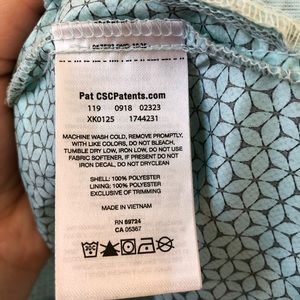 Pat CSCPatents.com
119 0918 02323
XK0125 1744231
MACHINE WASH COLD, REMOVE PROMPTLY,
WITH LIKE COLORS, DO NOT BLEACH,
TUMBLE DRY LOW, IRON LOW, DO NOT USE
FABRIC SOFTENER, IF PRESENT DO NOT
IRON DECAL, DO NOT DRYCLEAN
SHELL: 100% POLYESTER
LINING: 100% POLYESTER
EXCLUSIVE OF TRIMMING
MADE IN VIETNAM
RN 69724
CA 05367